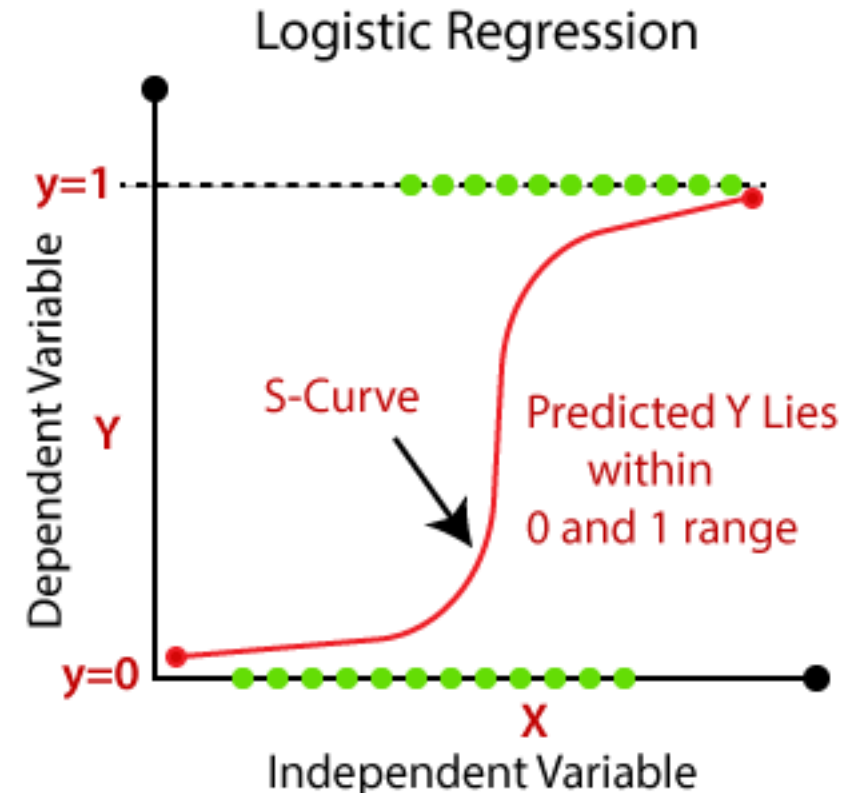 Logistic Regression
y=1
Dependent Variable
Y
S-Curve
Predicted Y Lies
within
0 and 1 range
y=0
X
Independent Variable